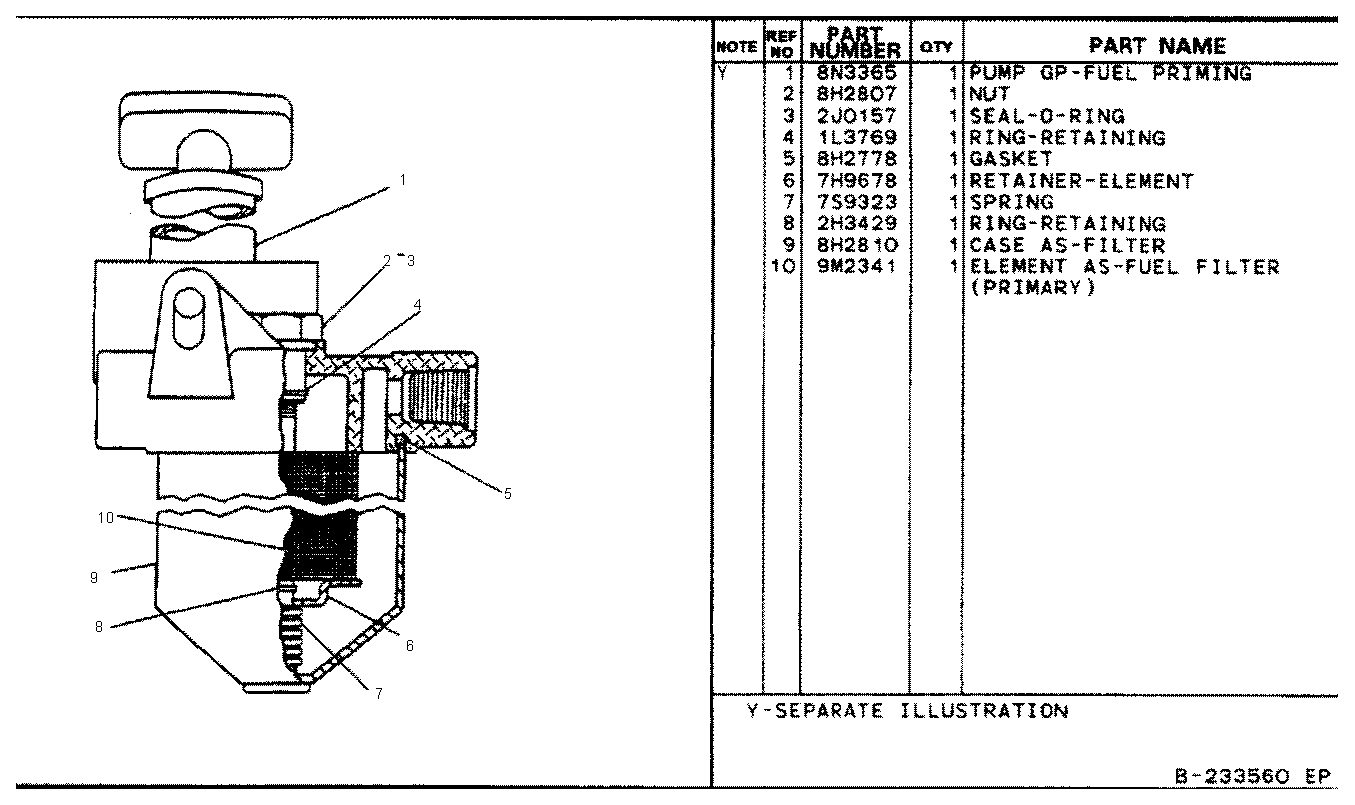 NOTE REF NO PART NUMBER QTY PART NAME
Y 1 8N3365 1 PUMP GP-FUEL PRIMING
2 8H2807 1 NUT
3 2J0157 1 SEAL-O-RING
4 1L3769 1 RING-RETAINING
5 8H2778 1 GASKET
6 7H9678 1 RETAINER-ELEMENT
7 7S9323 1 SPRING
8 2H3429 1 RING-RETAINING
9 8H2810 1 CASE AS-FILTER
10 9M2341 1 ELEMENT AS-FUEL FILTER
(PRIMARY)
1
2-3
4
5
10
9
8
6
7
Y-SEPARATE ILLUSTRATION
B-233560 EP